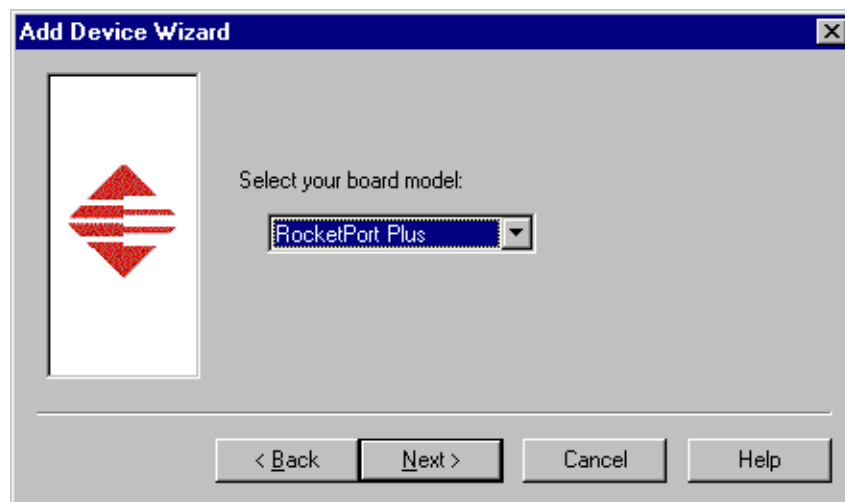 Add Device Wizard
Select your board model:
RocketPort Plus
< Back Next > Cancel Help